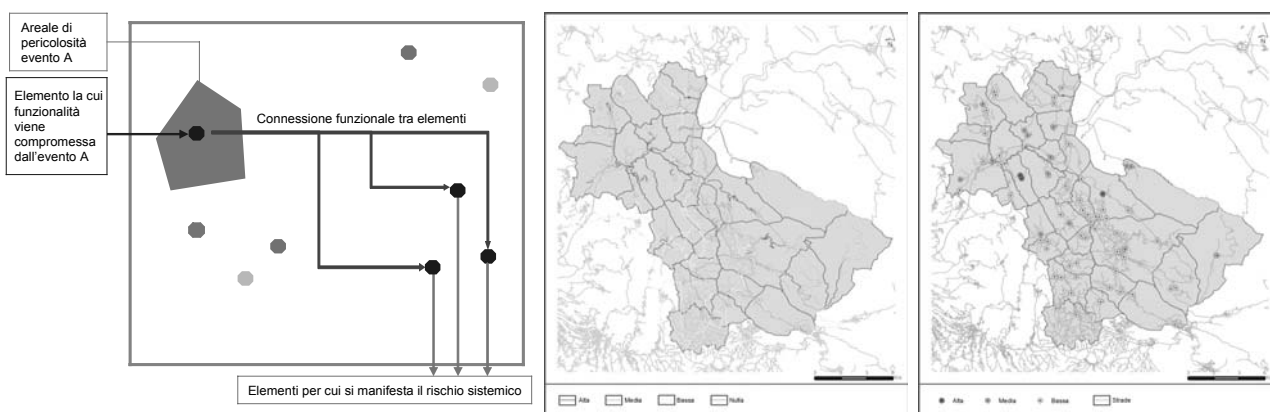 Areale di
pericolosità
evento A
Elemento la cui
funzionalità
viene
compromessa
dall'evento A
Connessione funzionale tra elementi
Elementi per cui si manifesta il rischio sistemico
Alta Media Bassa Nulla
Alta Media Bassa Strade